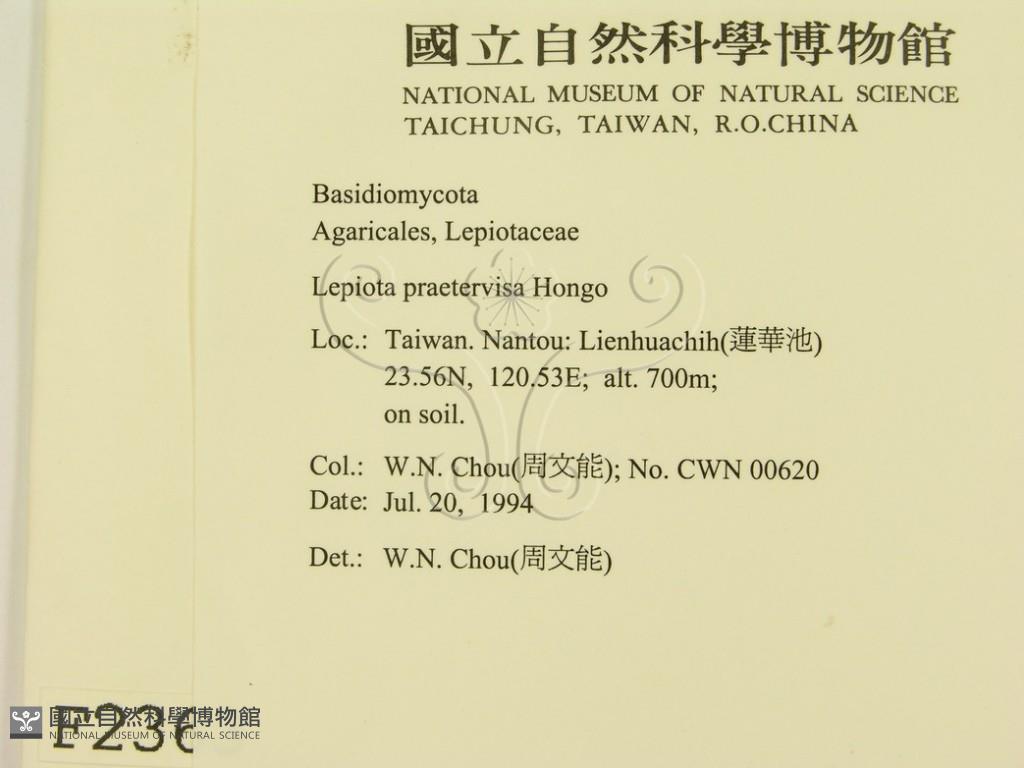 國立自然科學博物館
NATIONAL MUSEUM OF NATURAL SCIENCE
TAICHUNG, TAIWAN, R.O.CHINA
Basidiomycota
Agaricales, Lepiotaceae
Lepiota praetervisa Hongo
Loc.: Taiwan. Nantou: Lienhuachih(蓮華池)
23.56N, 120.53E; alt. 700m;
on soil.
Col.: W.N. Chou(周文能); No. CWN 00620
Date: Jul. 20, 1994
Det.: W.N. Chou(周文能)
國立自然科學博物館
NATIONAL MUSEUM OF NATURAL SCIENCE